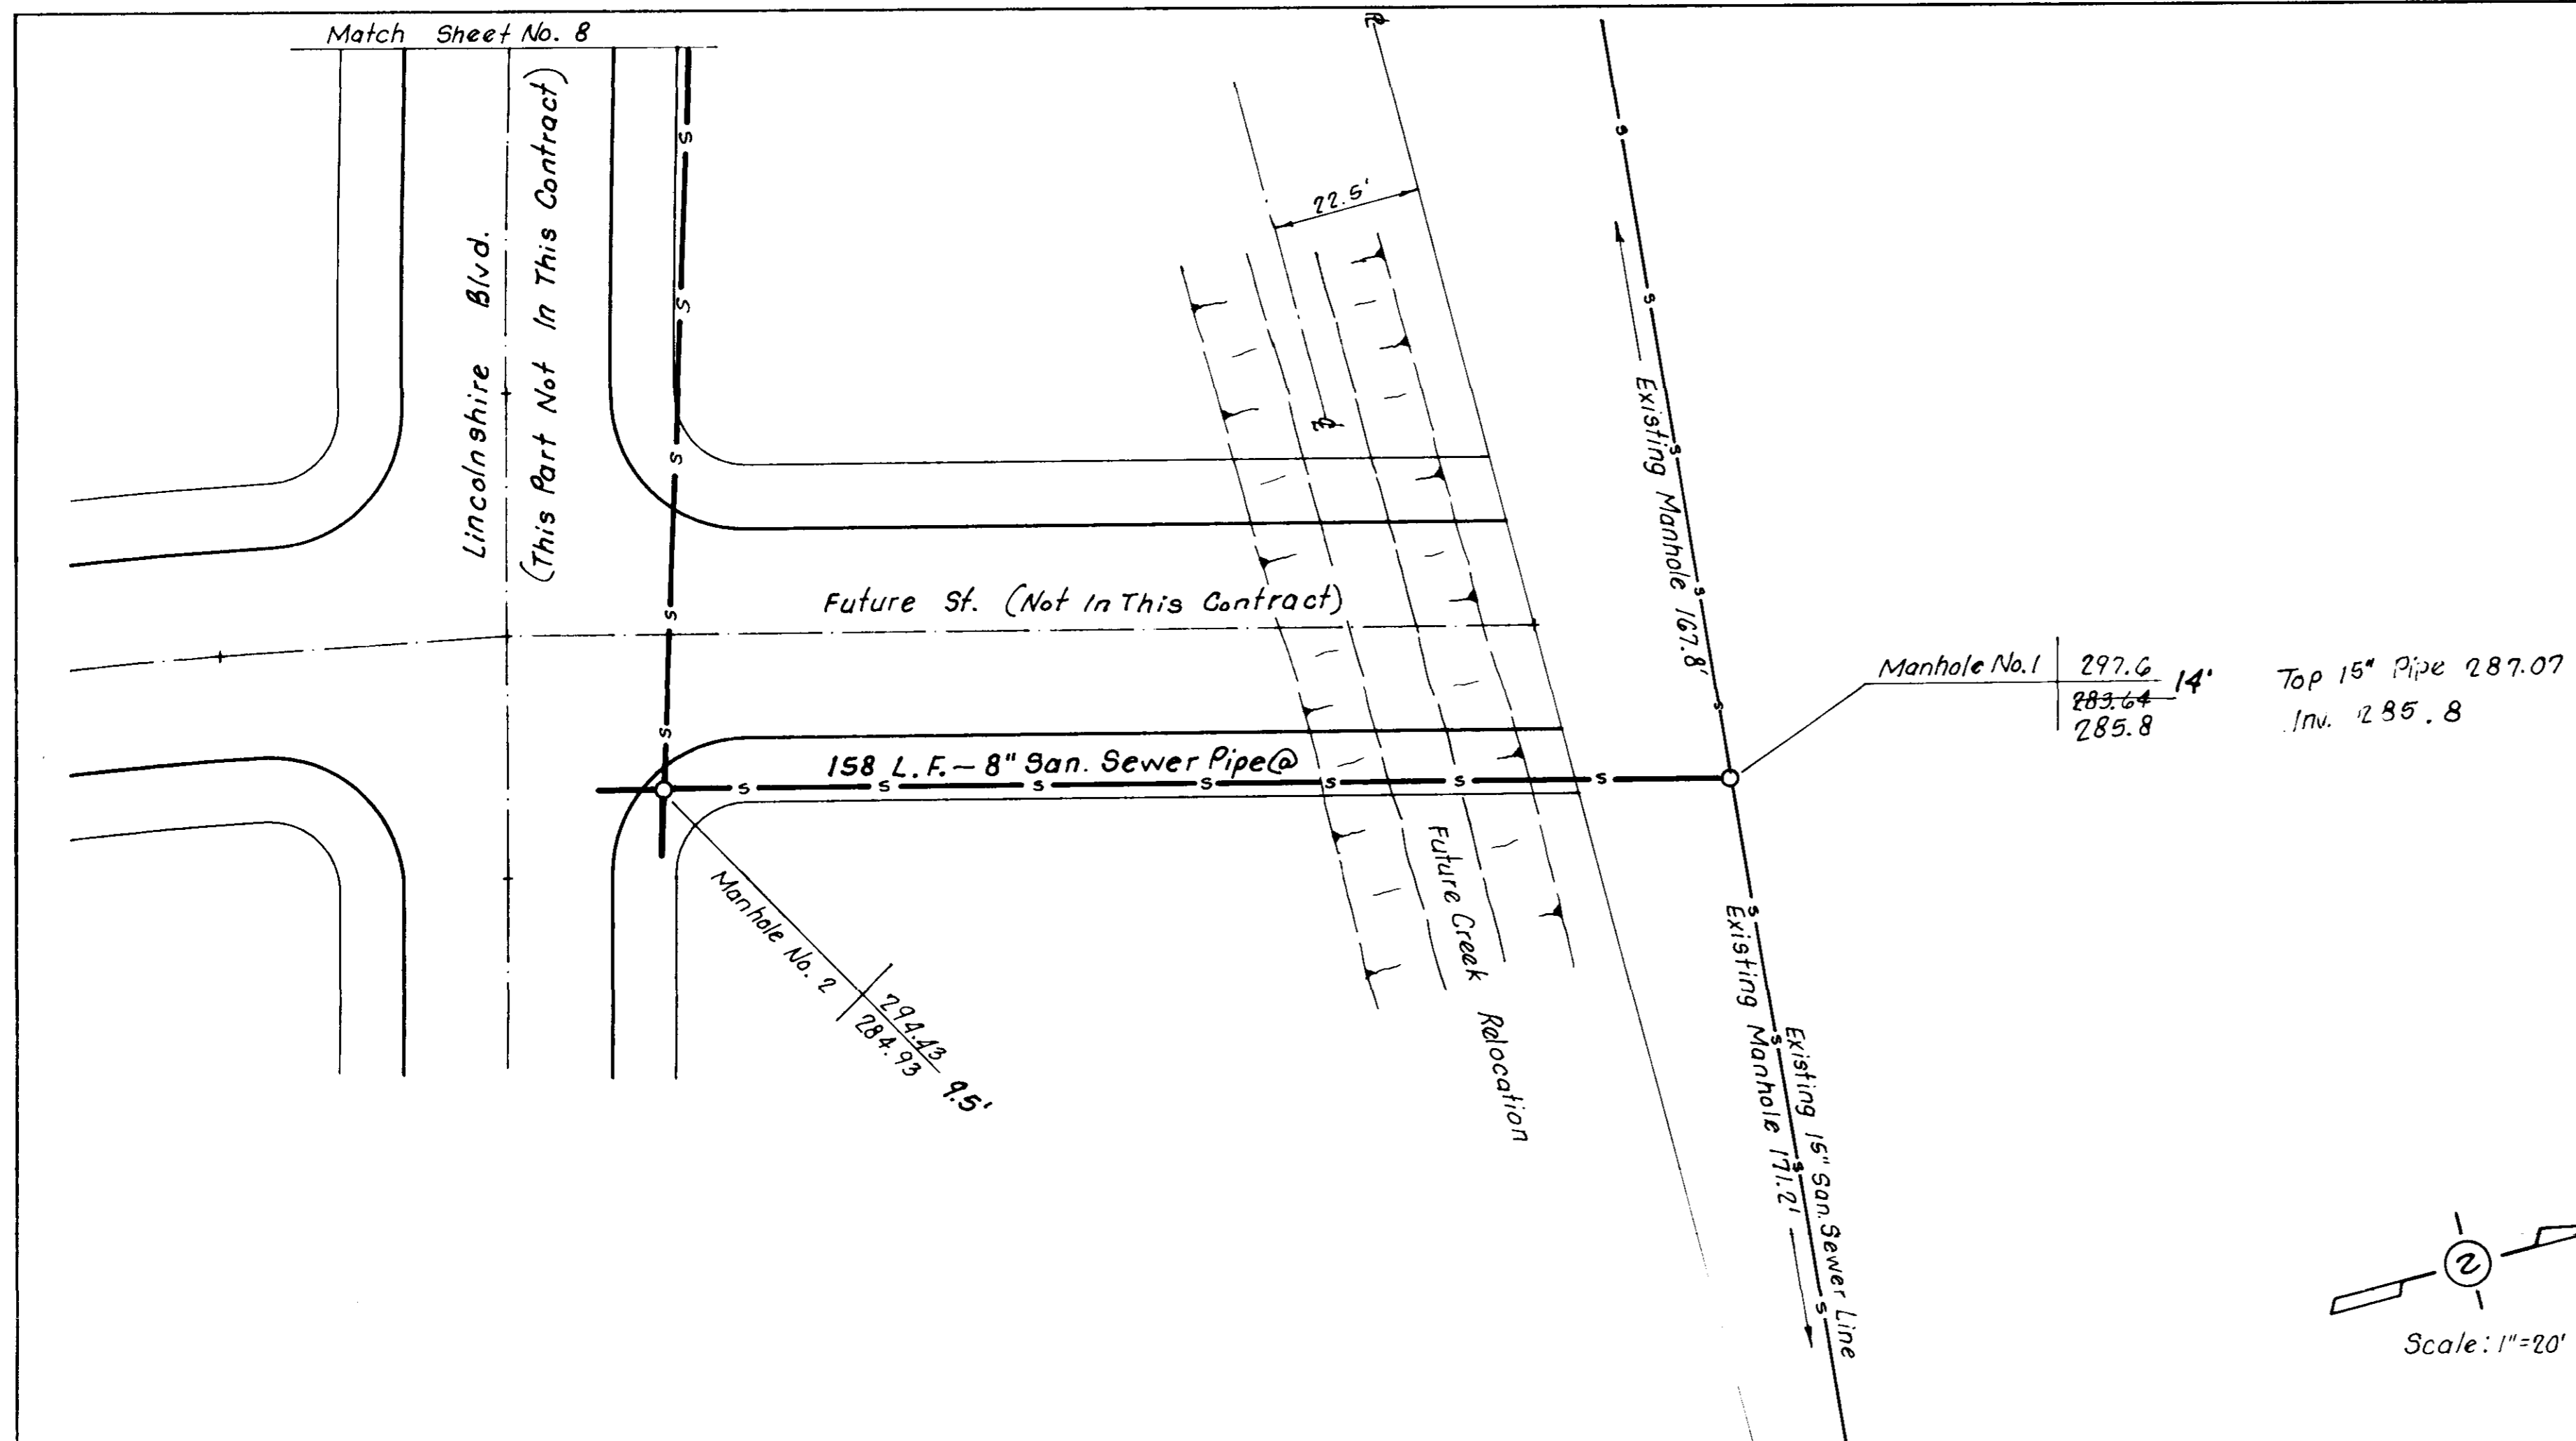 Match Sheet No. 8
Lincolnshire Blvd.
(This Part Not In This Contract)
22.5'
Existing Manhole 167.8'
Future St. (Not In This Contract)
Manhole No. 1 297.6
283.64 14'
285.8
Top 15" Pipe 287.07
Inv. 285.8
158 L.F. – 8" San. Sewer Pipe @
S S S S S S S
Manhole No. 2 294.43
284.93
9.5'
Future Creek Relocation
Existing Manhole 171.2'
Existing 15" San. Sewer Line
2
Scale: 1"=20'